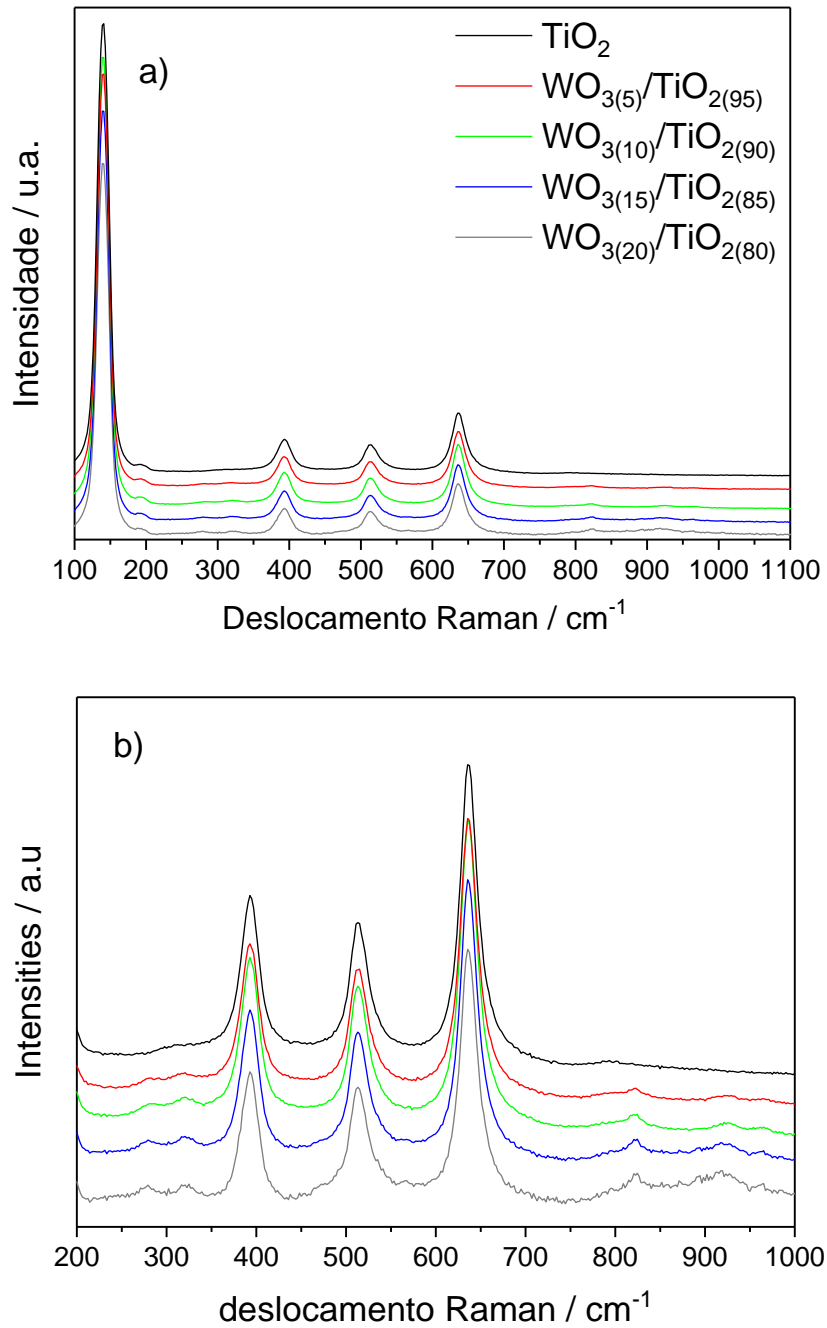 a)
TiO₂
WO₃₍₅₎/TiO₂₍₉₅₎
WO₃₍₁₀₎/TiO₂₍₉₀₎
WO₃₍₁₅₎/TiO₂₍₈₅₎
WO₃₍₂₀₎/TiO₂₍₈₀₎
Intensidade / u.a.
100 200 300 400 500 600 700 800 900 1000 1100
Deslocamento Raman / cm⁻¹
b)
Intensities / a.u
200 300 400 500 600 700 800 900 1000
deslocamento Raman / cm⁻¹